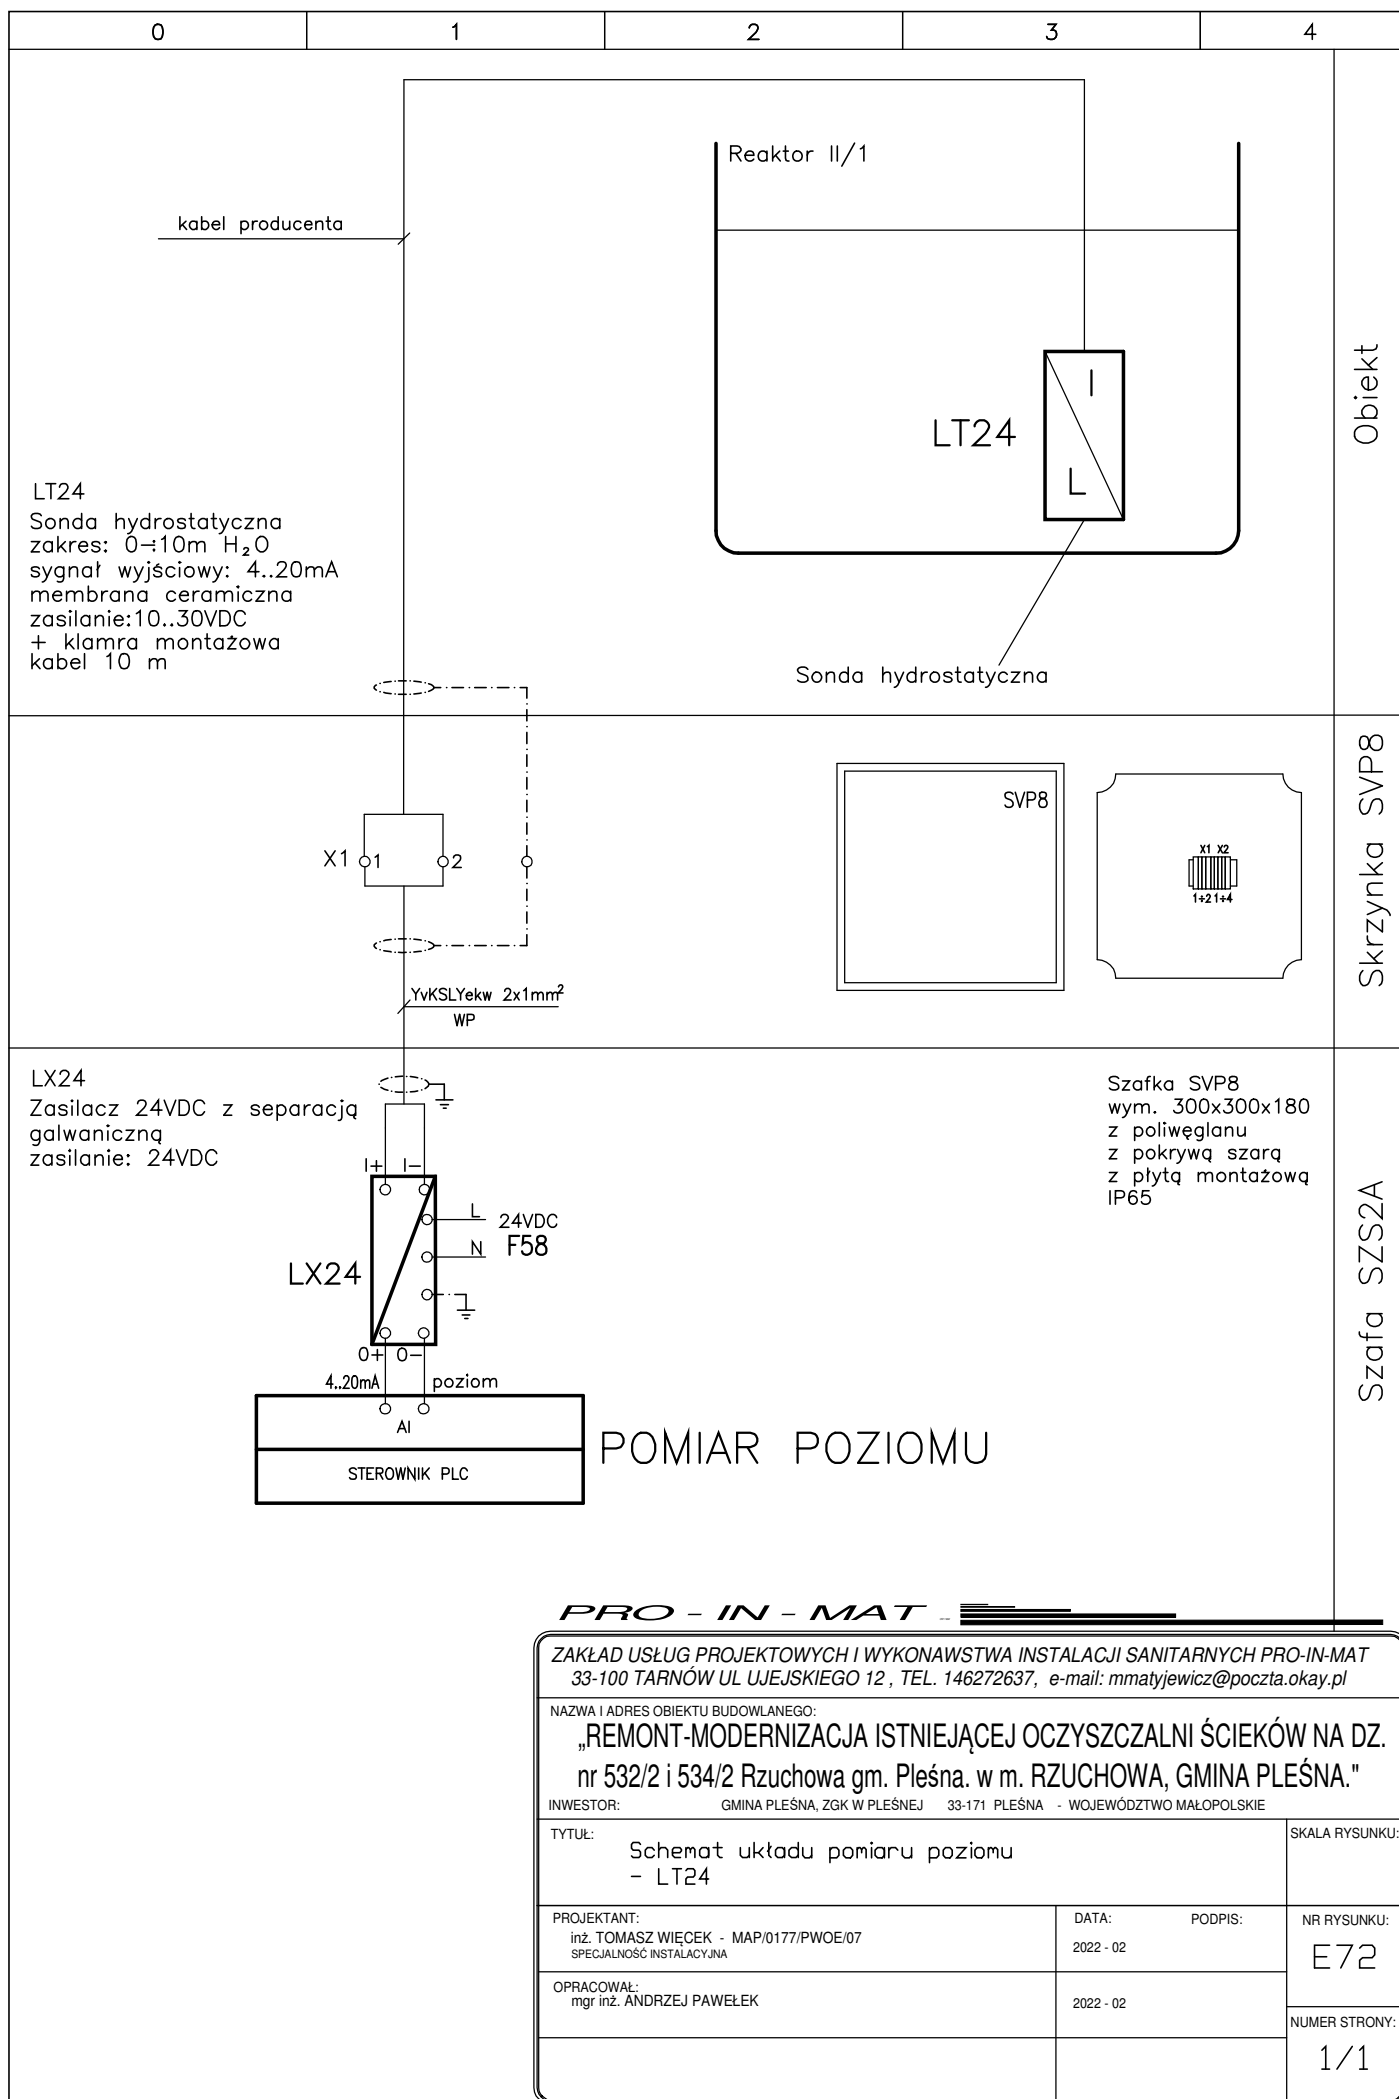 0 1 2 3 4
Reaktor II/1
kabel producenta
I
LT24
L
Obiekt
LT24
Sonda hydrostatyczna
zakres: 0÷10m H₂O
sygnał wyjściowy: 4..20mA
membrana ceramiczna
zasilanie:10..30VDC
+ klamra montażowa
kabel 10 m
Sonda hydrostatyczna
SVP8
X1 1 2
X1 X2
1÷2 1÷4
Skrzynka SVP8
YvKSLYekw 2x1mm²
WP
LX24
Zasilacz 24VDC z separacją
galwaniczną
zasilanie: 24VDC
Szafka SVP8
wym. 300x300x180
z poliwęglanu
z pokrywą szarą
z płytą montażową
IP65
I+ I-
L 24VDC
N F58
LX24
O+ O-
4..20mA poziom
AI
STEROWNIK PLC
POMIAR POZIOMU
Szafa SZS2A
PRO - IN - MAT
ZAKŁAD USŁUG PROJEKTOWYCH I WYKONAWSTWA INSTALACJI SANITARNYCH PRO-IN-MAT
33-100 TARNÓW UL UJEJSKIEGO 12 , TEL. 146272637, e-mail: mmatyjewicz@poczta.okay.pl
NAZWA I ADRES OBIEKTU BUDOWLANEGO:
„REMONT-MODERNIZACJA ISTNIEJĄCEJ OCZYSZCZALNI ŚCIEKÓW NA DZ.
nr 532/2 i 534/2 Rzuchowa gm. Pleśna. w m. RZUCHOWA, GMINA PLEŚNA."
INWESTOR: GMINA PLEŚNA, ZGK W PLEŚNEJ 33-171 PLEŚNA - WOJEWÓDZTWO MAŁOPOLSKIE
TYTUŁ:
Schemat układu pomiaru poziomu
- LT24
SKALA RYSUNKU:
PROJEKTANT:
inż. TOMASZ WIĘCEK - MAP/0177/PWOE/07
SPECJALNOŚĆ INSTALACYJNA
DATA: PODPIS:
2022 - 02
NR RYSUNKU:
E72
OPRACOWAŁ:
mgr inż. ANDRZEJ PAWEŁEK
2022 - 02
NUMER STRONY:
1/1